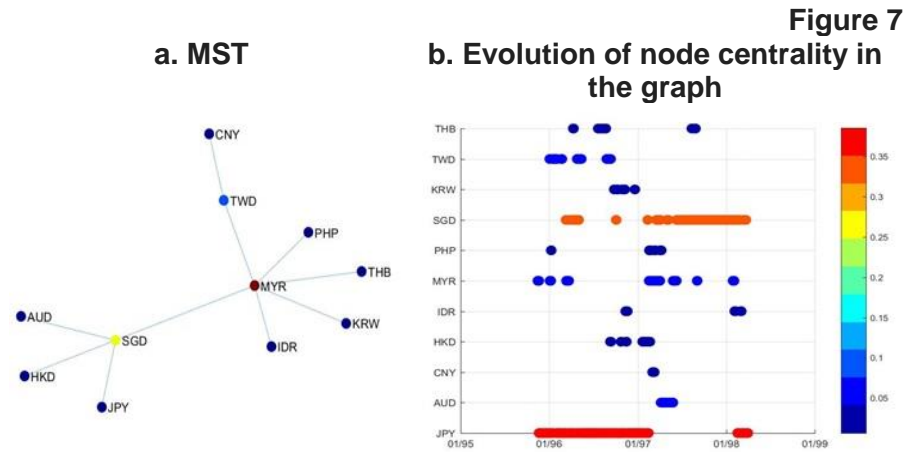 Figure 7
a. MST
b. Evolution of node centrality in
the graph
CNY
TWD
PHP
THB
MYR
KRW
IDR
AUD
SGD
HKD
JPY
THB
TWD
KRW
SGD
PHP
MYR
IDR
HKD
CNY
AUD
JPY
01/95 01/96 01/97 01/98 01/99
0.35
0.3
0.25
0.2
0.15
0.1
0.05